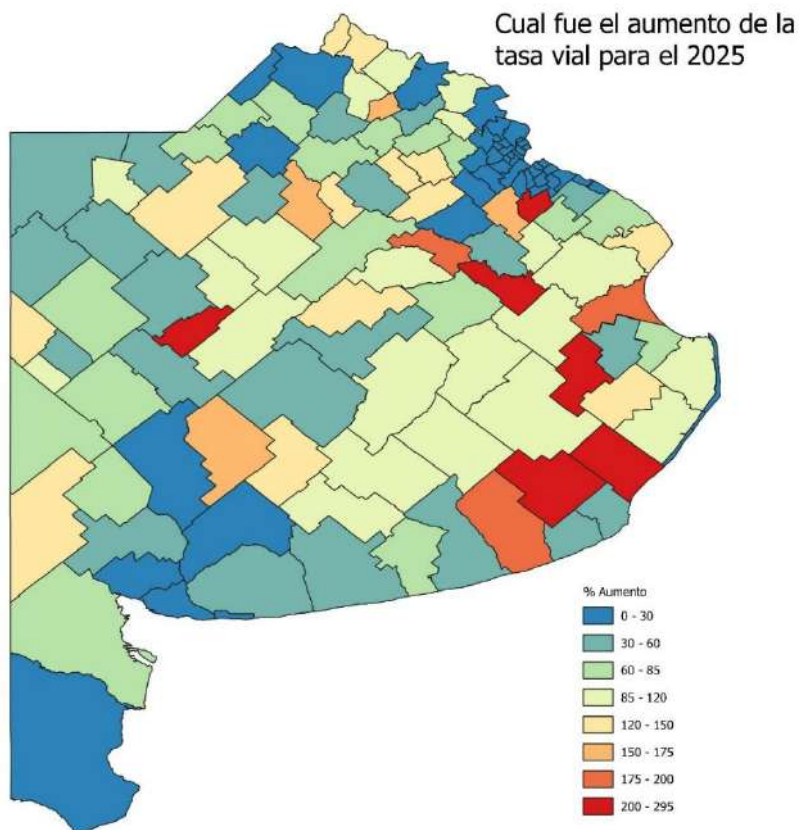 Cual fue el aumento de la
tasa vial para el 2025
% Aumento
0 - 30
30 - 60
60 - 85
85 - 120
120 - 150
150 - 175
175 - 200
200 - 295